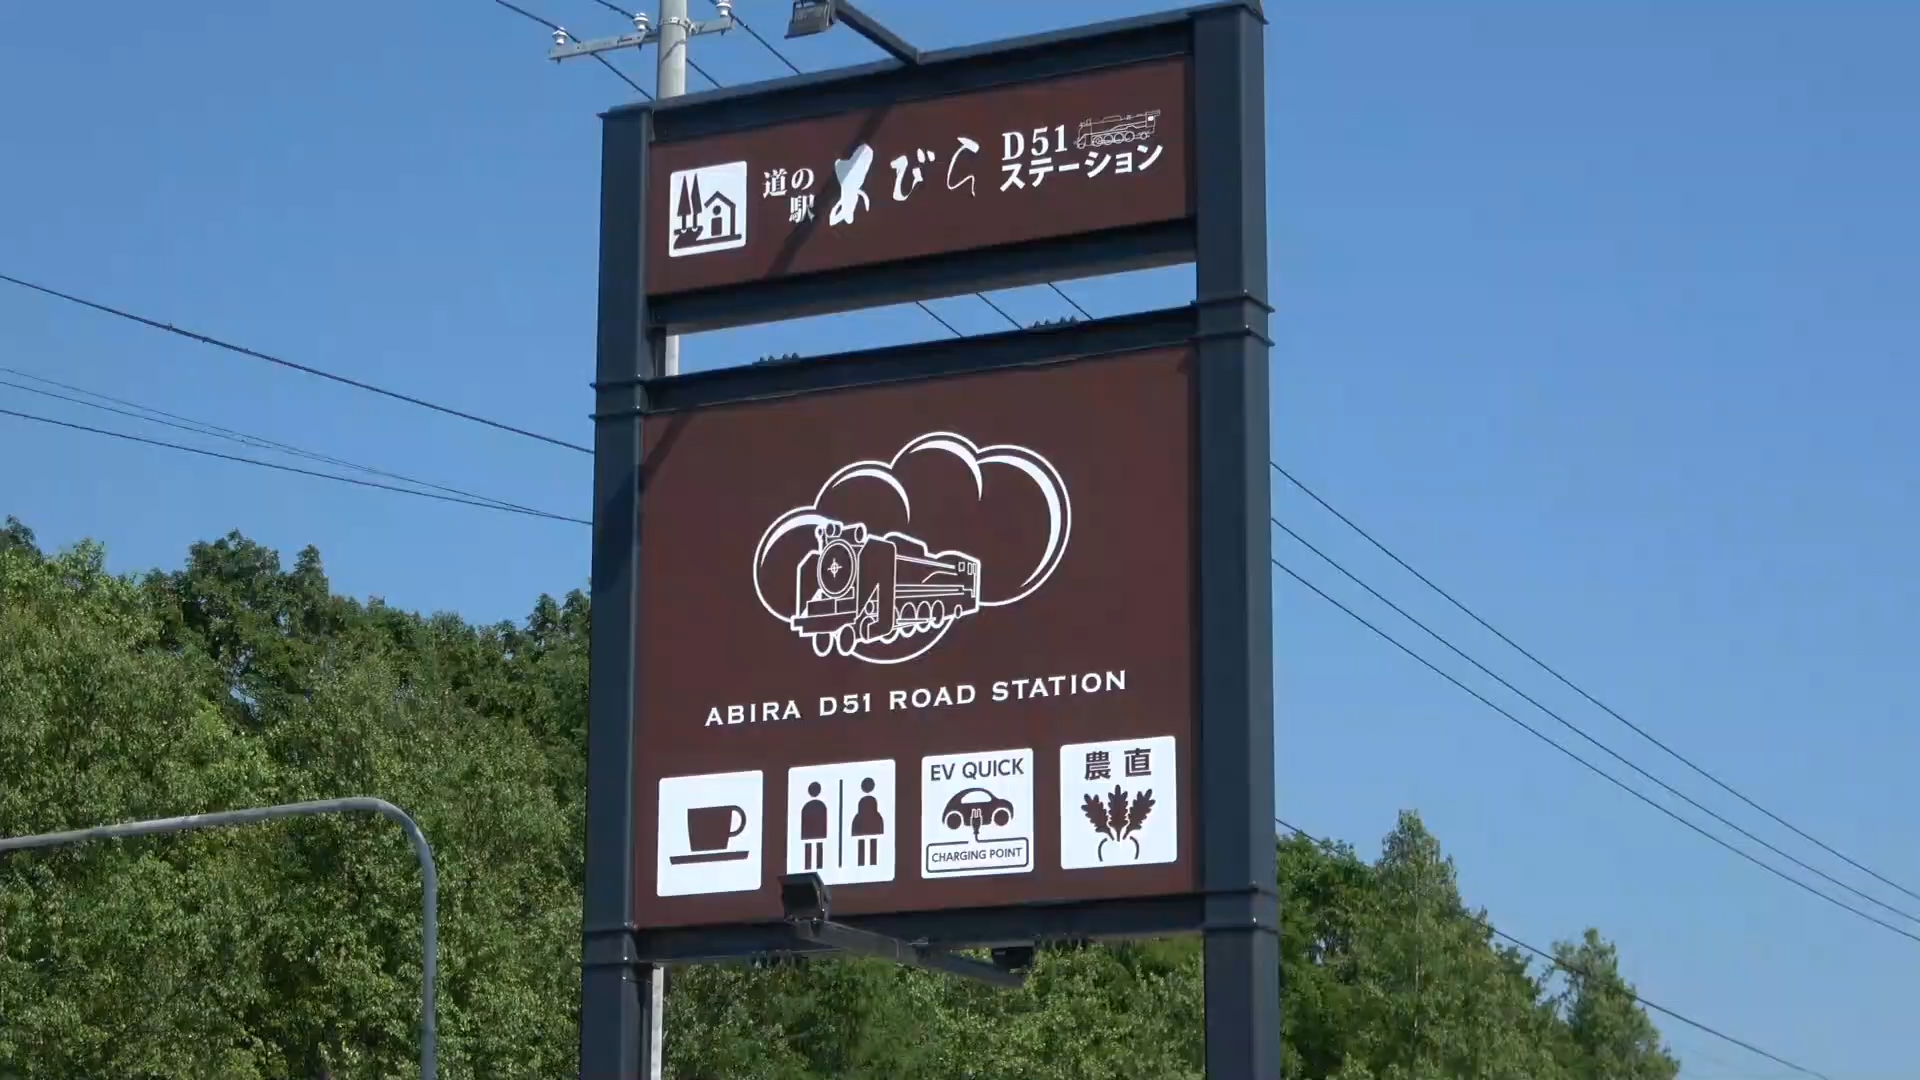 道の駅 あびら D51
ステーション
ABIRA D51 ROAD STATION
EV QUICK
CHARGING POINT
農直